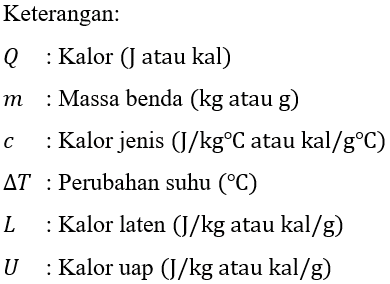 Keterangan:
Q : Kalor (J atau kal)
m : Massa benda (kg atau g)
c : Kalor jenis (J/kg°C atau kal/g°C)
ΔT : Perubahan suhu (°C)
L : Kalor laten (J/kg atau kal/g)
U : Kalor uap (J/kg atau kal/g)